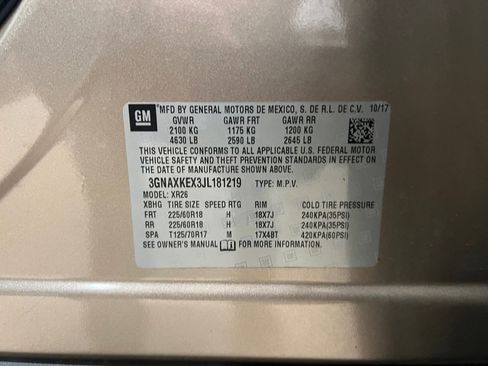 GM
MFD BY GENERAL MOTORS DE MEXICO, S. DE R.L. DE C.V. 10/17
GVWR GAWR FRT GAWR RR
2100 KG 1175 KG 1200 KG
4630 LB 2590 LB 2645 LB
THIS VEHICLE CONFORMS TO ALL APPLICABLE U.S. FEDERAL MOTOR
VEHICLE SAFETY AND THEFT PREVENTION STANDARDS IN EFFECT ON
THE DATE OF MANUFACTURE SHOWN ABOVE.
3GNAXKEX3JL181219 TYPE: M.P.V.
MODEL: XR26
XBHG TIRE SIZE SPEED RTG RIM COLD TIRE PRESSURE
FRT 225/60R18 H 18X7J 240KPA(35PSI)
RR 225/60R18 H 18X7J 240KPA(35PSI)
SPA T125/70R17 M 17X4BT 420KPA(60PSI)
SEE OWNER'S MANUAL FOR MORE INFORMATION.